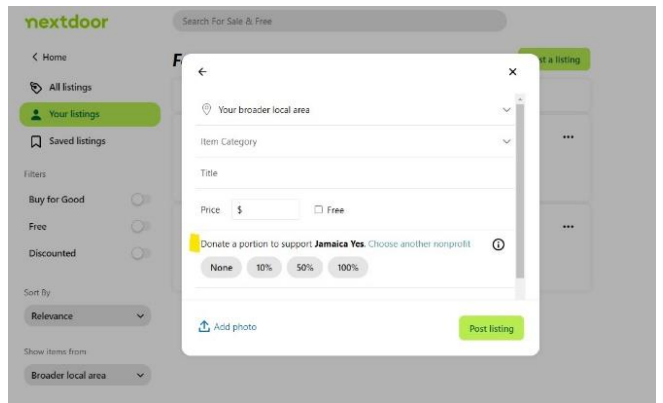 nextdoor
Search For Sale & Free
Home
F
st a listing
All listings
Your listings
Saved listings
Filters
Buy for Good
Free
Discounted
Sort By
Relevance
Show items from
Broader local area
Your broader local area
Item Category
Title
Price $ Free
Donate a portion to support Jamaica Yes. Choose another nonprofit
None 10% 50% 100%
Add photo
Post listing